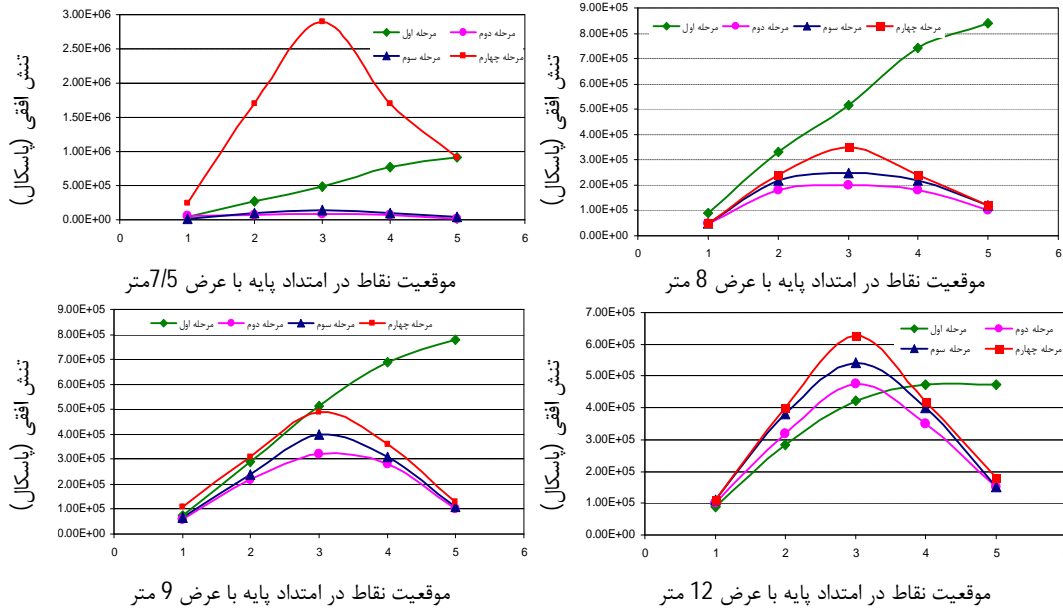 3.00E+06
2.50E+06
2.00E+06
1.50E+06
1.00E+06
5.00E+05
0.00E+00
0 1 2 3 4 5 6
تنش افقی (پاسکال)
مرحله اول مرحله دوم
مرحله سوم مرحله چهارم
موقعیت نقاط در امتداد پایه با عرض 7/5متر
9.00E+05
8.00E+05
7.00E+05
6.00E+05
5.00E+05
4.00E+05
3.00E+05
2.00E+05
1.00E+05
0.00E+00
0 1 2 3 4 5 6
تنش افقی (پاسکال)
مرحله اول مرحله دوم مرحله سوم مرحله چهارم
موقعیت نقاط در امتداد پایه با عرض 8 متر
9.00E+05
8.00E+05
7.00E+05
6.00E+05
5.00E+05
4.00E+05
3.00E+05
2.00E+05
1.00E+05
0.00E+00
0 1 2 3 4 5 6
تنش افقی (پاسکال)
مرحله اول مرحله دوم مرحله سوم مرحله چهارم
موقعیت نقاط در امتداد پایه با عرض 9 متر
7.00E+05
6.00E+05
5.00E+05
4.00E+05
3.00E+05
2.00E+05
1.00E+05
0.00E+00
0 1 2 3 4 5
تنش افقی (پاسکال)
مرحله اول مرحله دوم
مرحله سوم مرحله چهارم
موقعیت نقاط در امتداد پایه با عرض 12 متر